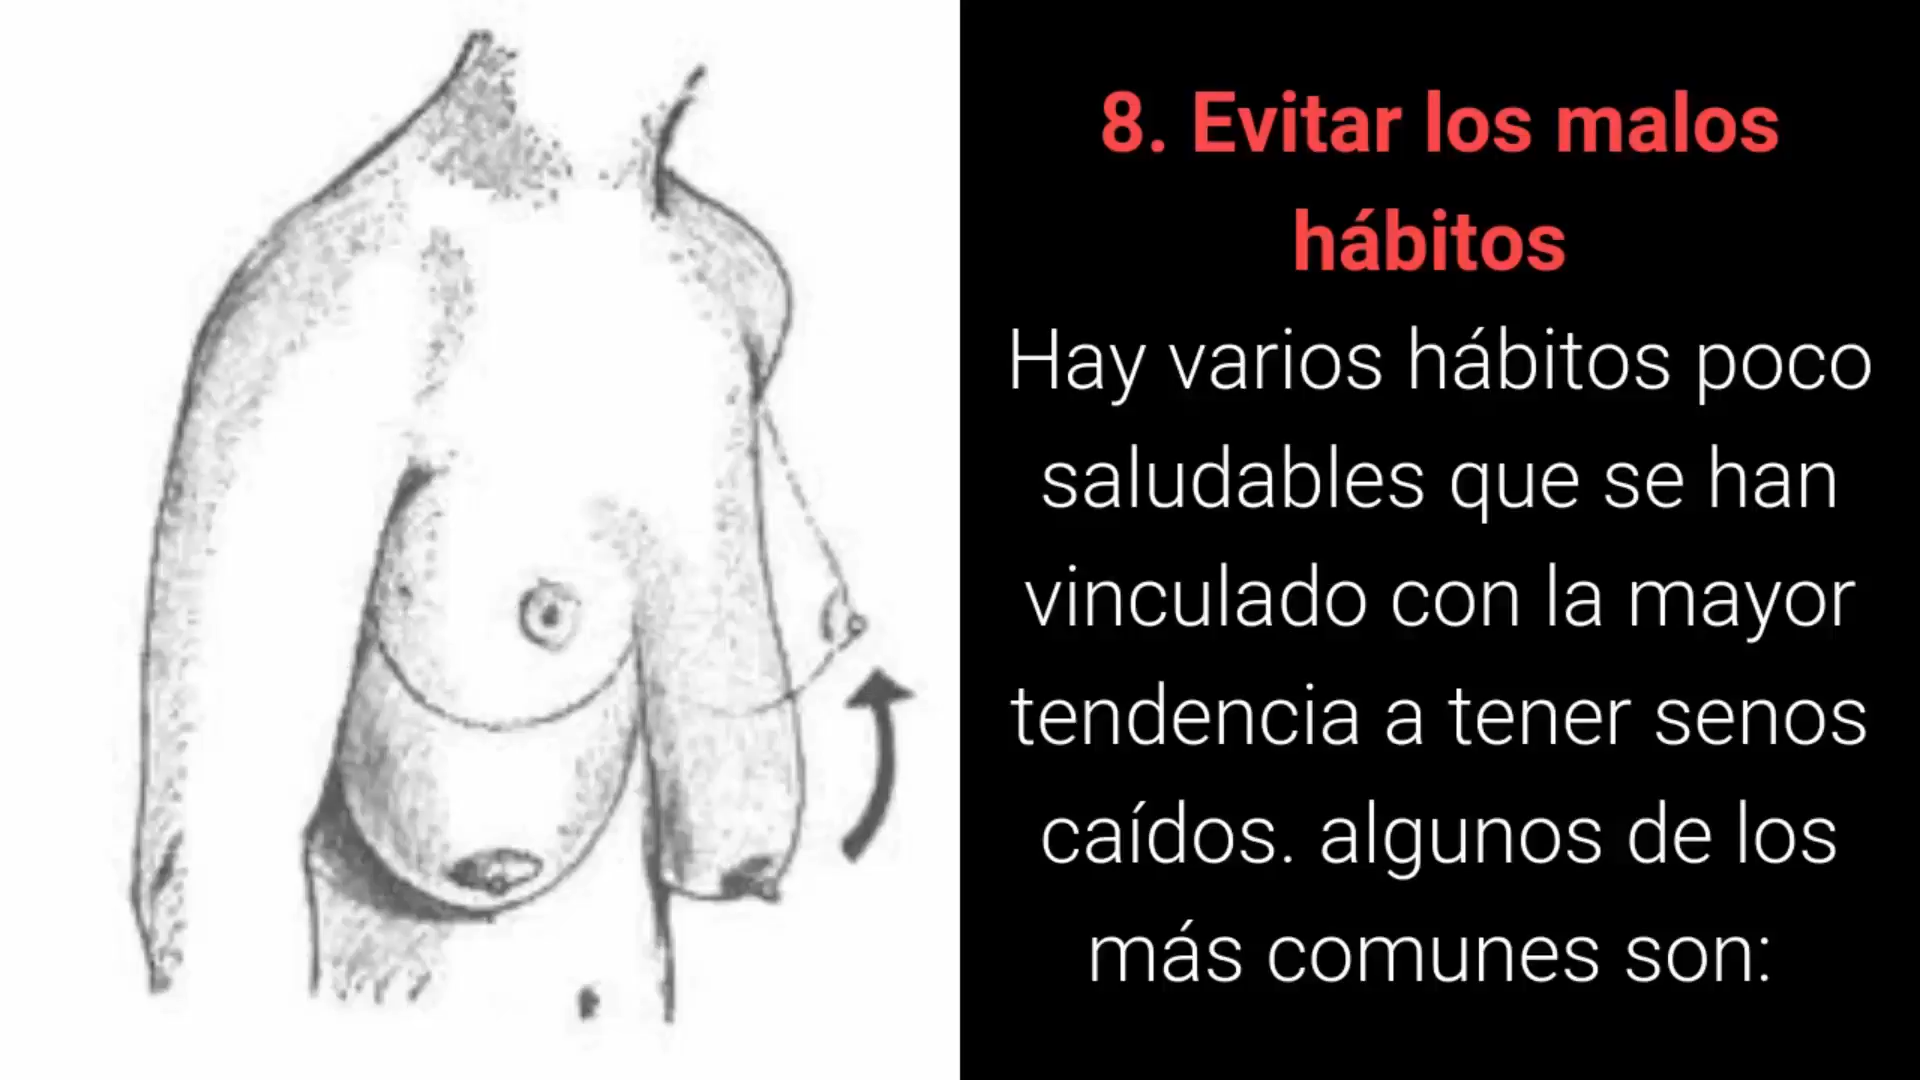 8. Evitar los malos
hábitos
Hay varios hábitos poco
saludables que se han
vinculado con la mayor
tendencia a tener senos
caídos. algunos de los
más comunes son: